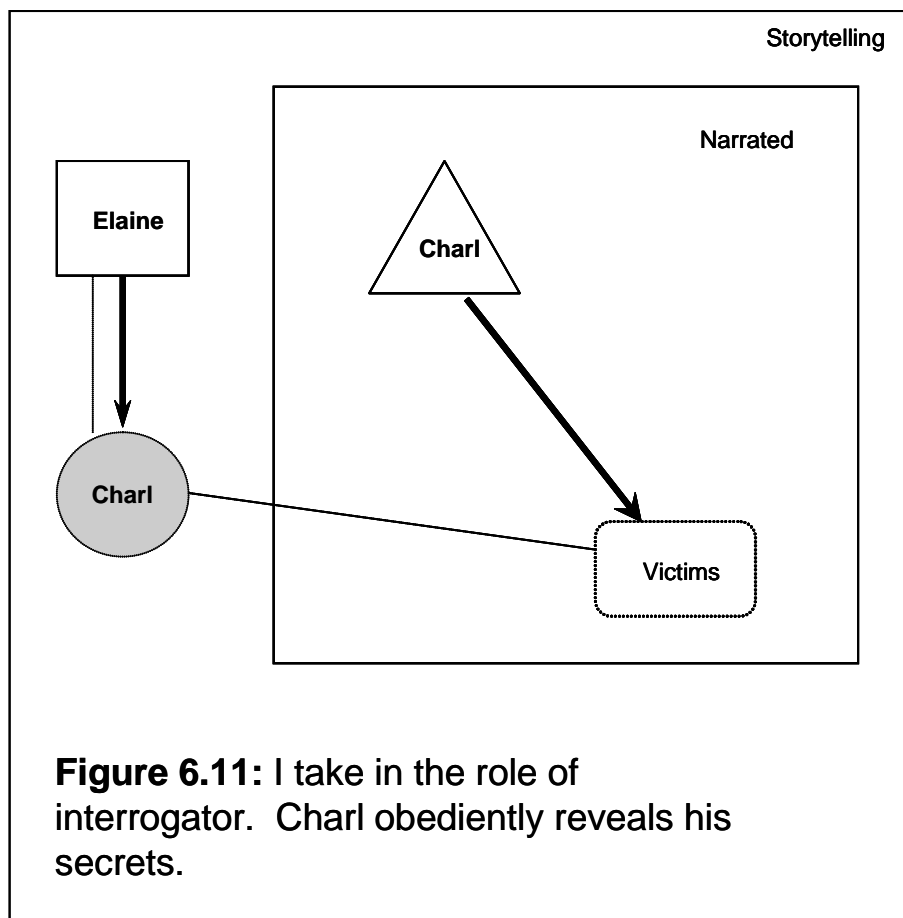 Storytelling
Narrated
Elaine
Charl
Charl
Victims
Figure 6.11: I take in the role of
interrogator.  Charl obediently reveals his
secrets.